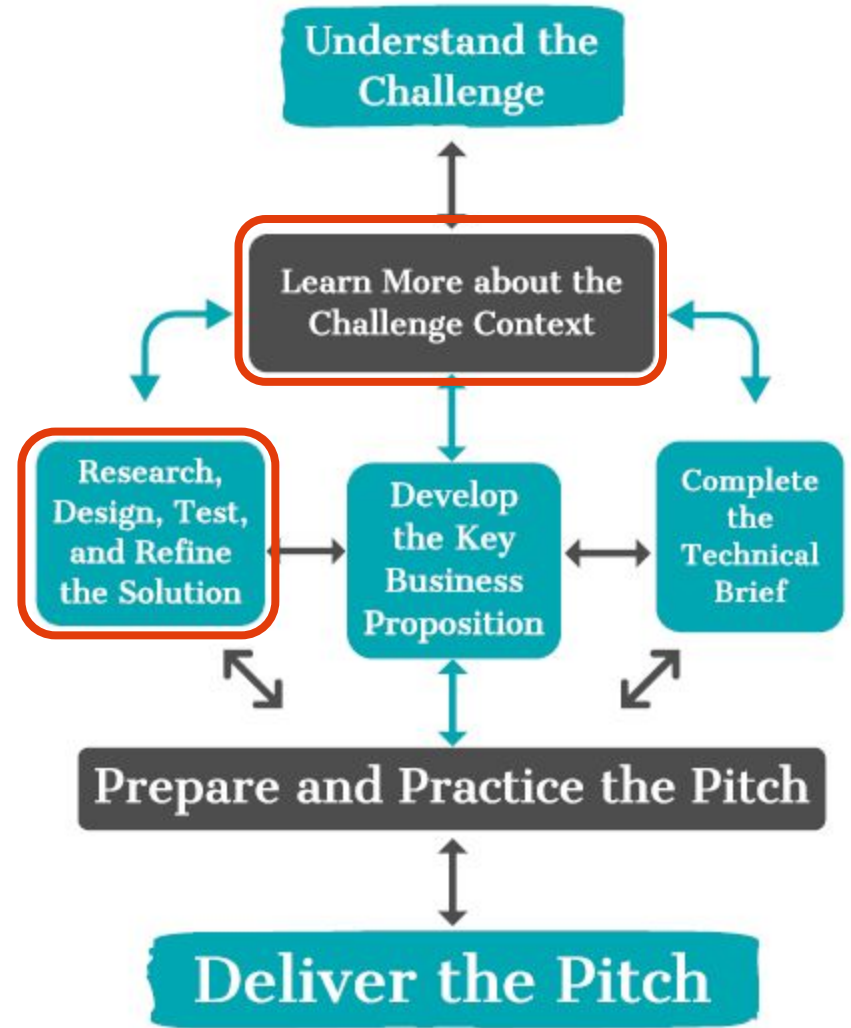 Understand the
Challenge
Learn More about the
Challenge Context
Research,
Design, Test,
and Refine
the Solution
Develop
the Key
Business
Proposition
Complete
the
Technical
Brief
Prepare and Practice the Pitch
Deliver the Pitch